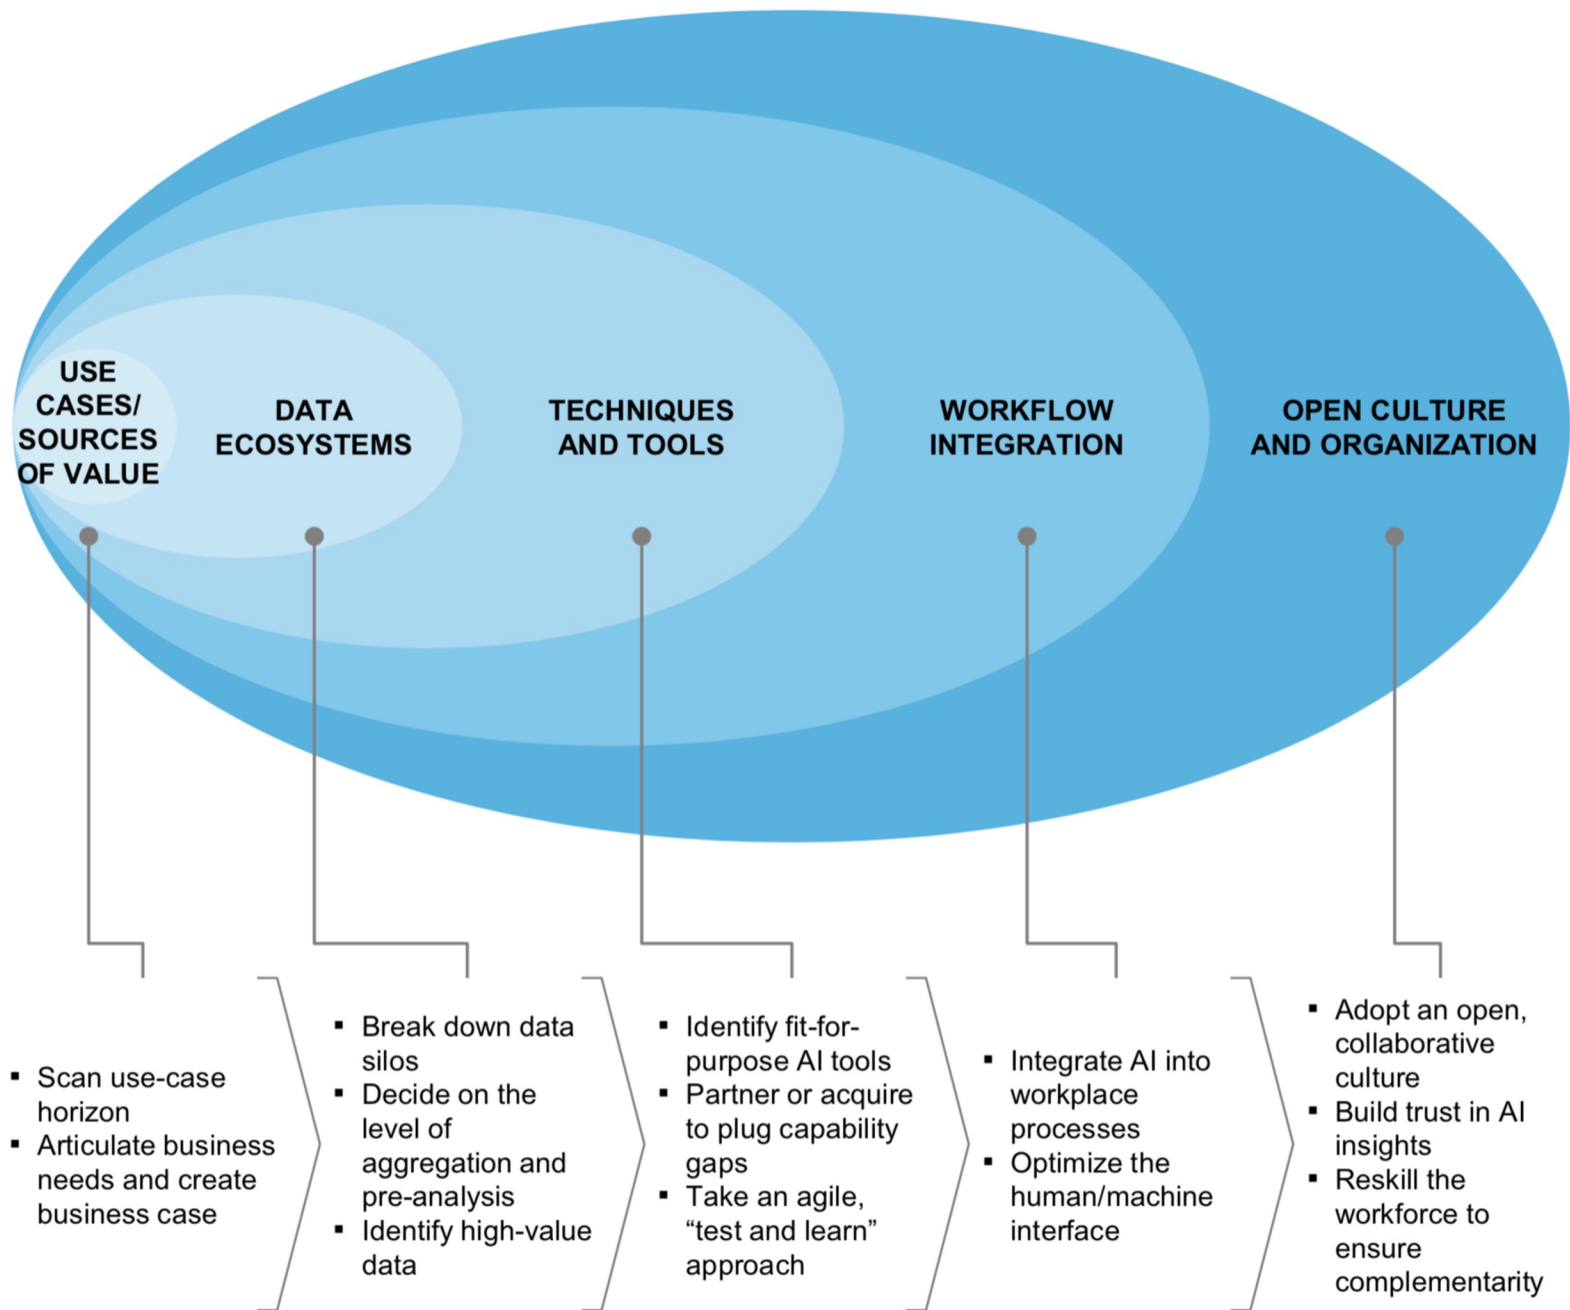 USE
CASES/
SOURCES
OF VALUE
DATA
ECOSYSTEMS
TECHNIQUES
AND TOOLS
WORKFLOW
INTEGRATION
OPEN CULTURE
AND ORGANIZATION
▪ Scan use-case
horizon
▪ Articulate business
needs and create
business case
▪ Break down data
silos
▪ Decide on the
level of
aggregation and
pre-analysis
▪ Identify high-value
data
▪ Identify fit-for-
purpose AI tools
▪ Partner or acquire
to plug capability
gaps
▪ Take an agile,
“test and learn”
approach
▪ Integrate AI into
workplace
processes
▪ Optimize the
human/machine
interface
▪ Adopt an open,
collaborative
culture
▪ Build trust in AI
insights
▪ Reskill the
workforce to
ensure
complementarity